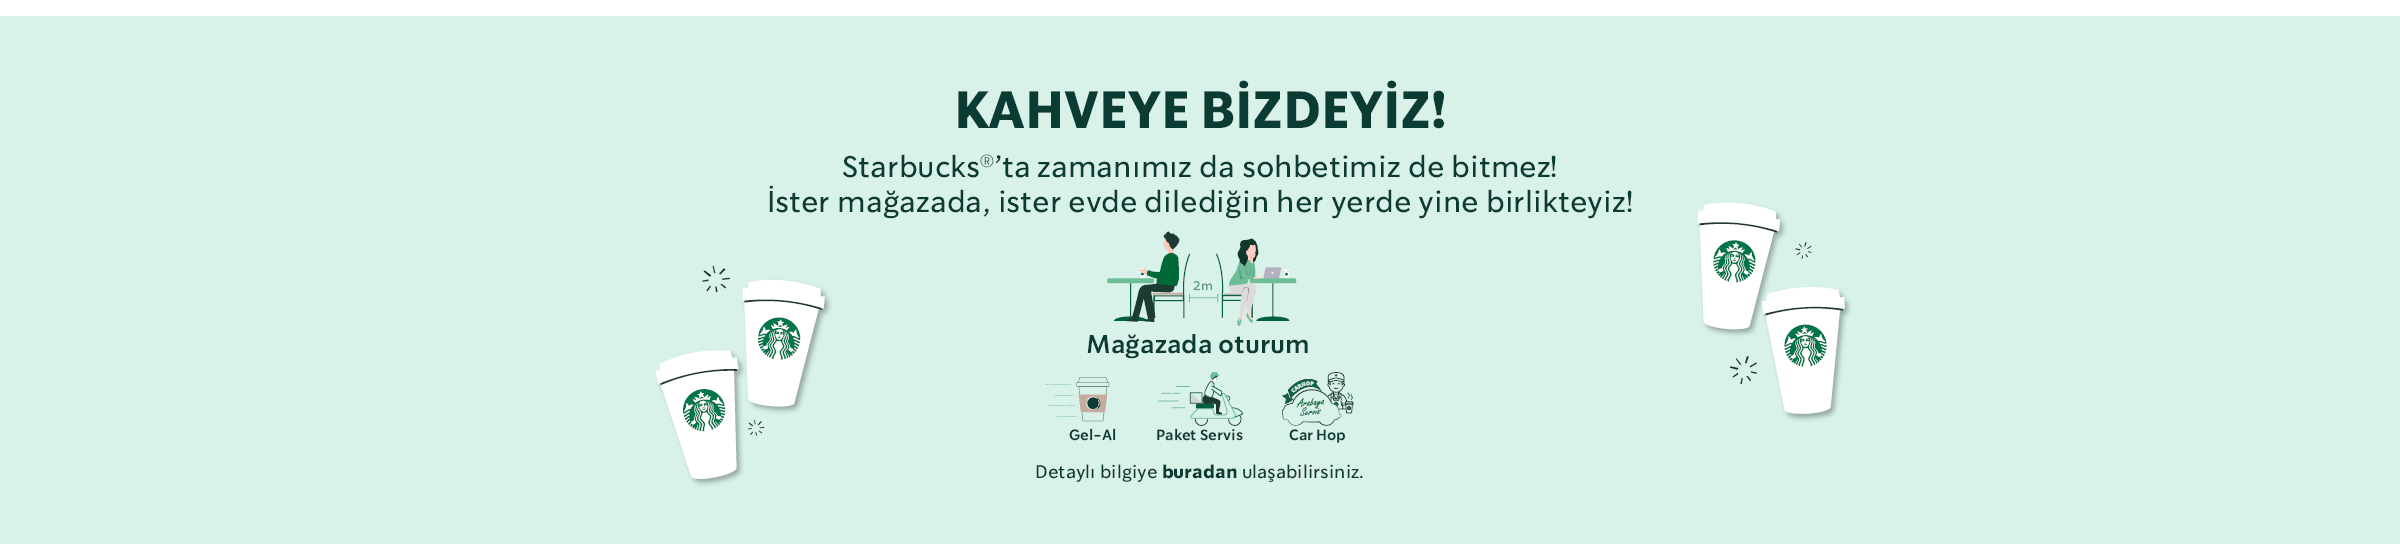 KAHVEYE BİZDEYİZ!
Starbucks®’ta zamanımız da sohbetimiz de bitmez!
İster mağazada, ister evde dilediğin her yerde yine birlikteyiz!
2m
Mağazada oturum
CARHOP
Arabaya
Servis
Gel-Al
Paket Servis
Car Hop
Detaylı bilgiye buradan ulaşabilirsiniz.